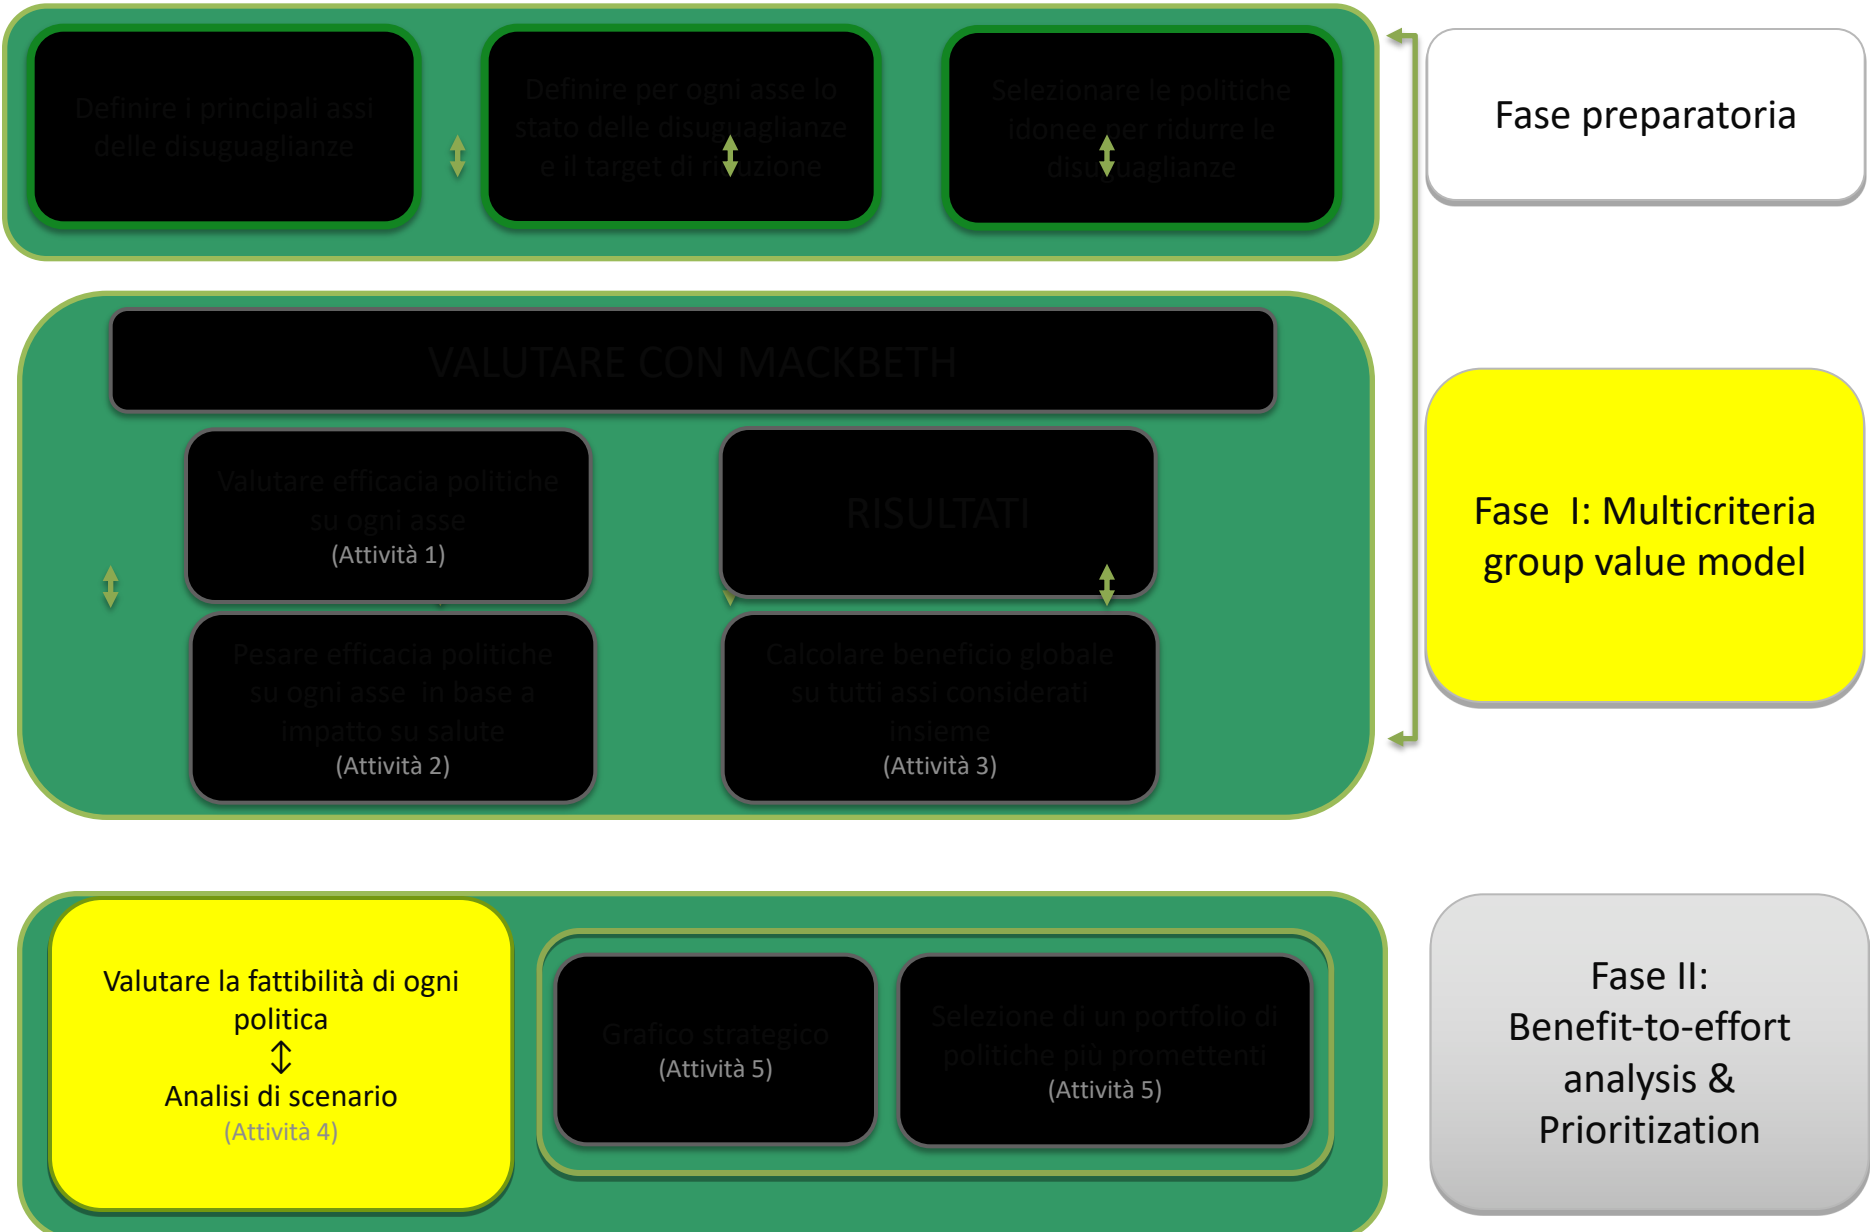 Definire i principali assi
delle disuguaglianze
Definire per ogni asse lo
stato delle disuguaglianze
e il target di riduzione
Selezionare le politiche
idonee per ridurre le
disuguaglianze
Fase preparatoria
VALUTARE CON MACKBETH
Valutare efficacia politiche
su ogni asse
(Attività 1)
RISULTATI
Pesare efficacia politiche
su ogni asse in base a
impatto su salute
(Attività 2)
Calcolare beneficio globale
su tutti assi considerati
insieme
(Attività 3)
Fase I: Multicriteria
group value model
Valutare la fattibilità di ogni
politica
↕
Analisi di scenario
(Attività 4)
Grafico strategico
(Attività 5)
Selezione di un portfolio di
politiche più promettenti
(Attività 5)
Fase II:
Benefit-to-effort
analysis &
Prioritization